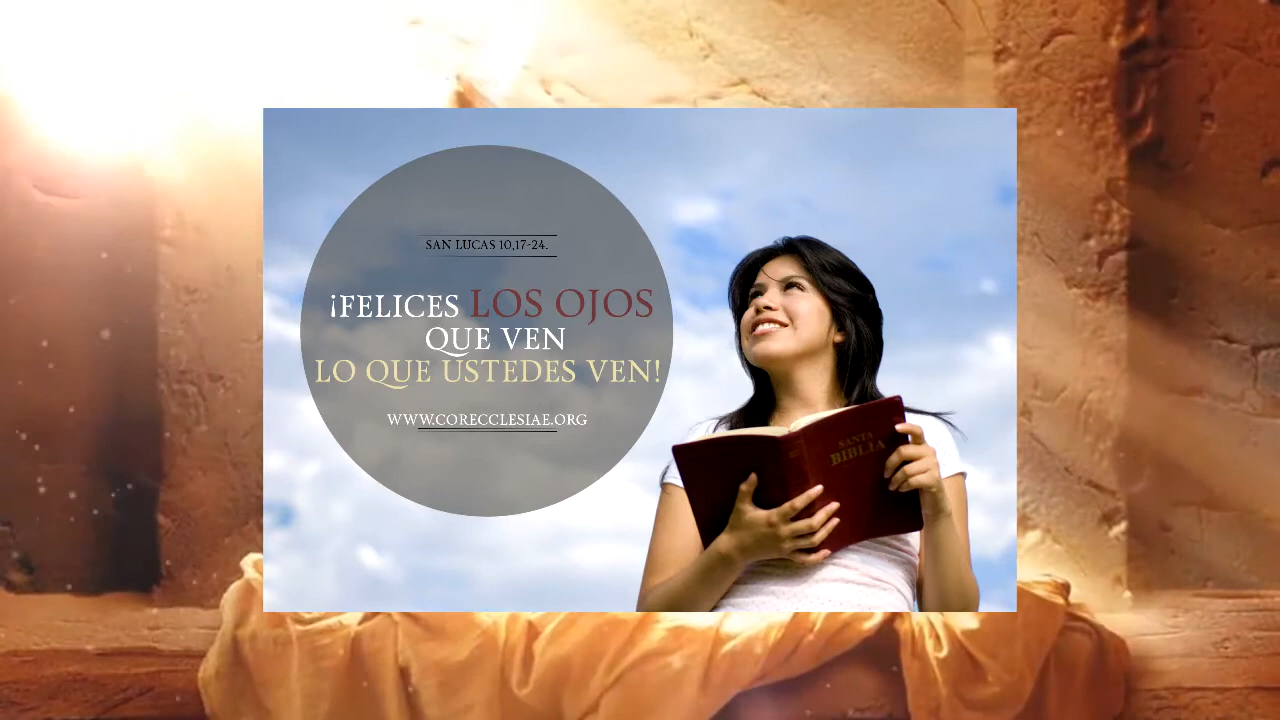 SAN LUCAS 10,17-24.
¡FELICES LOS OJOS
QUE VEN
LO QUE USTEDES VEN!
WWW.CORECCLESIAE.ORG
SANTA
BIBLIA